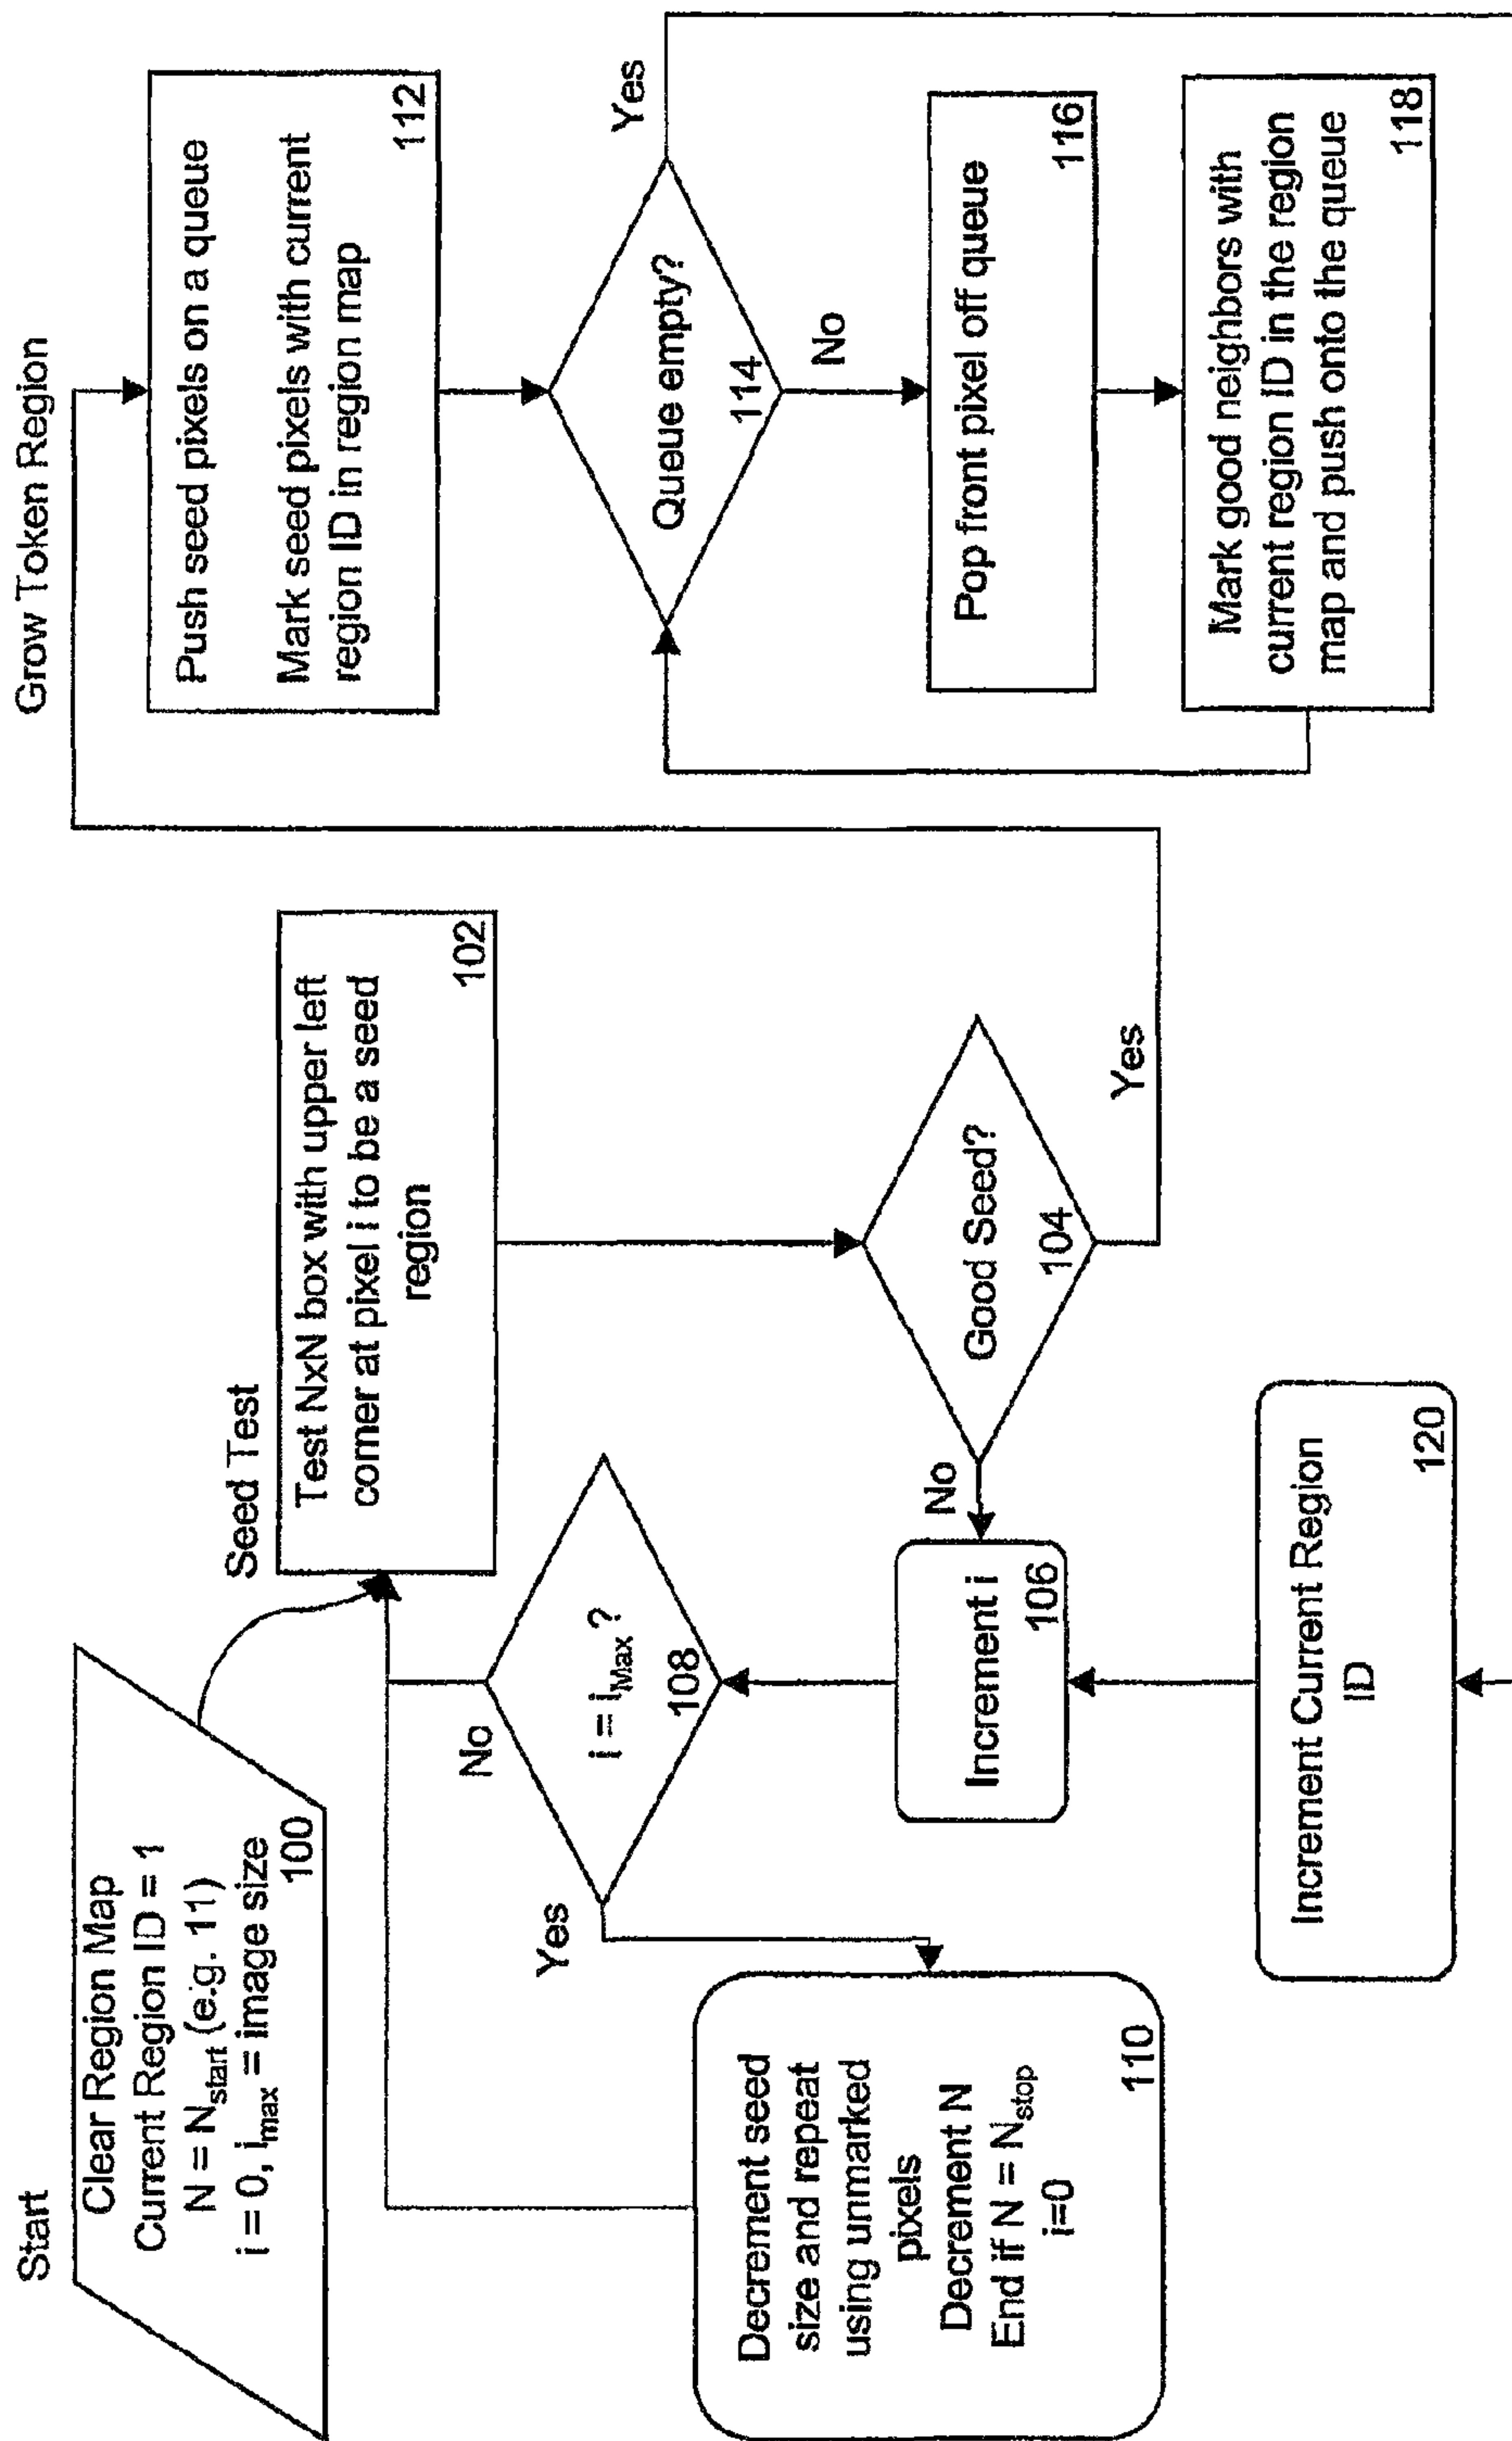 Start
Clear Region Map
Current Region ID = 1
N = Nstart (e.g. 11)
i = 0, imax = image size
100
Seed Test
Test NxN box with upper left
corner at pixel i to be a seed
region
102
Good Seed?
104
No
Yes
Increment i
106
i = iMax?
108
No
Yes
Decrement seed
size and repeat
using unmarked
pixels
Decrement N
End if N = Nstop
i=0
110
Grow Token Region
Push seed pixels on a queue
Mark seed pixels with current
region ID in region map
112
Queue empty?
114
Yes
No
Pop front pixel off queue
116
Mark good neighbors with
current region ID in the region
map and push onto the queue
118
Increment Current Region
ID
120